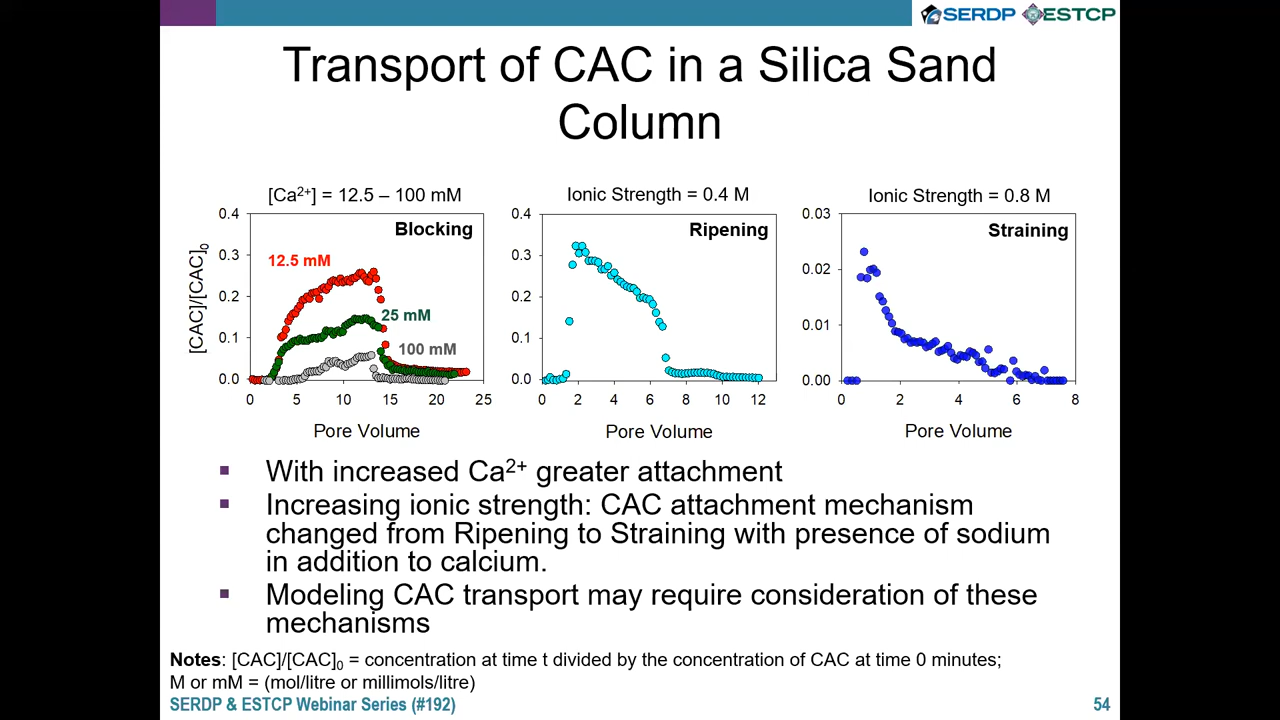 SERDP ESTCP
Transport of CAC in a Silica Sand
Column
[Ca²⁺] = 12.5 – 100 mM
Ionic Strength = 0.4 M
Ionic Strength = 0.8 M
[CAC]/[CAC]₀
0.4
0.3
0.2
0.1
0.0
Blocking
12.5 mM
25 mM
100 mM
0 5 10 15 20 25
Pore Volume
0.4
0.3
0.2
0.1
0.0
Ripening
0 2 4 6 8 10 12
Pore Volume
0.03
0.02
0.01
0.00
Straining
0 2 4 6 8
Pore Volume
▪ With increased Ca²⁺ greater attachment
▪ Increasing ionic strength: CAC attachment mechanism
changed from Ripening to Straining with presence of sodium
in addition to calcium.
▪ Modeling CAC transport may require consideration of these
mechanisms
Notes: [CAC]/[CAC]₀ = concentration at time t divided by the concentration of CAC at time 0 minutes;
M or mM = (mol/litre or millimols/litre)
SERDP & ESTCP Webinar Series (#192)
54